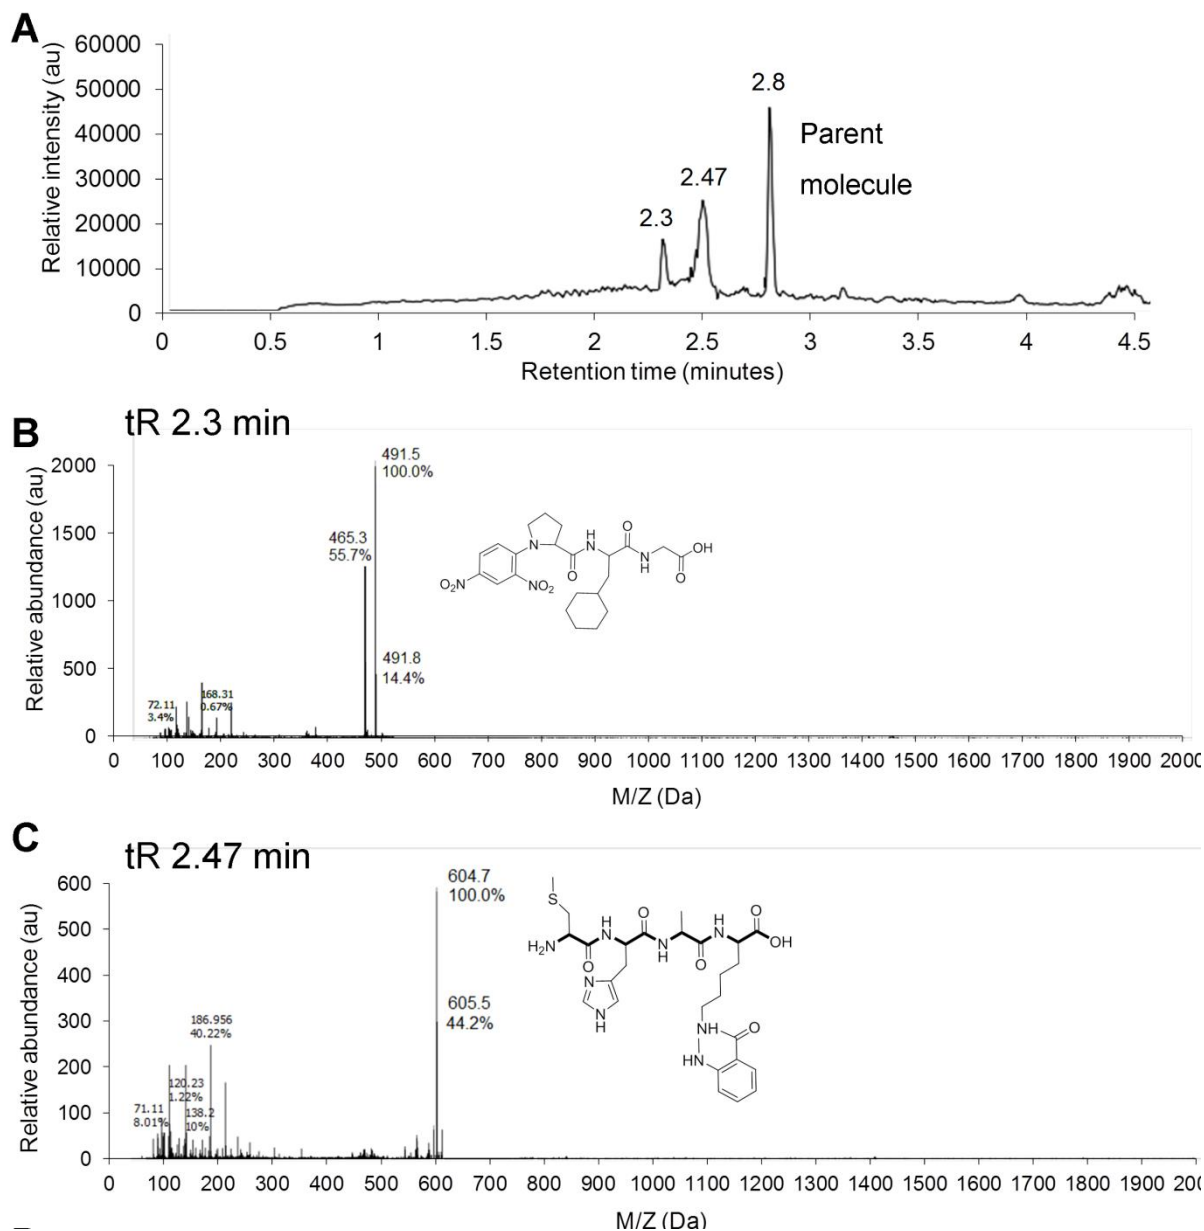 A
Relative intensity (au)
60000
50000
40000
30000
20000
10000
0
2.3
2.47
2.8
Parent
molecule
0 0.5 1 1.5 2 2.5 3 3.5 4 4.5
Retention time (minutes)
B
tR 2.3 min
Relative abundance (au)
2000
1500
1000
500
0
491.5
100.0%
465.3
55.7%
491.8
14.4%
72.11
3.4%
168.31
0.67%
O₂N
NO₂
N
O
H
N
O
N
H
O
OH
0 100 200 300 400 500 600 700 800 900 1000 1100 1200 1300 1400 1500 1600 1700 1800 1900 2000
M/Z (Da)
C
tR 2.47 min
Relative abundance (au)
600
500
400
300
200
100
0
604.7
100.0%
605.5
44.2%
186.956
40.22%
120.23
1.22%
138.2
10%
71.11
8.01%
S
H₂N
O
H
N
O
N
H
O
H
N
O
OH
N
NH
NH
HN
O
0 100 200 300 400 500 600 700 800 900 1000 1100 1200 1300 1400 1500 1600 1700 1800 1900 200
M/Z (Da)